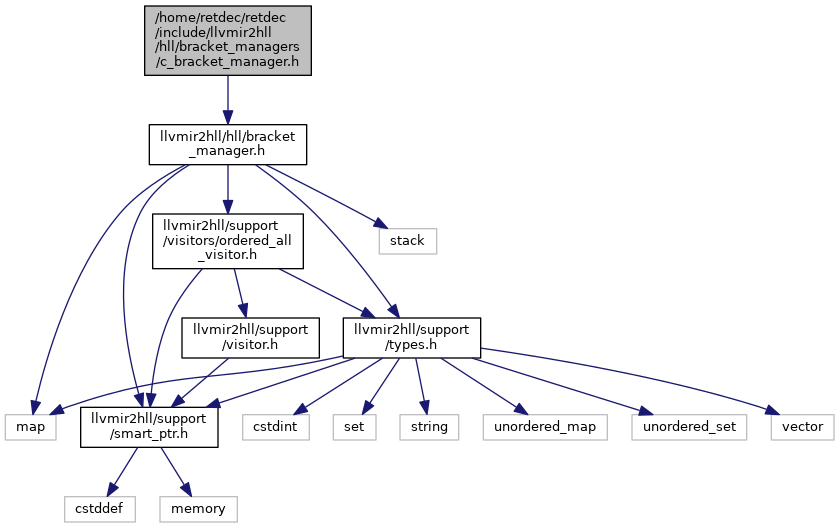 /home/retdec/retdec
/include/llvmir2hll
/hll/bracket_managers
/c_bracket_manager.h
llvmir2hll/hll/bracket
_manager.h
llvmir2hll/support
/visitors/ordered_all
_visitor.h
stack
llvmir2hll/support
/visitor.h
llvmir2hll/support
/types.h
map
llvmir2hll/support
/smart_ptr.h
cstdint
set
string
unordered_map
unordered_set
vector
cstddef
memory